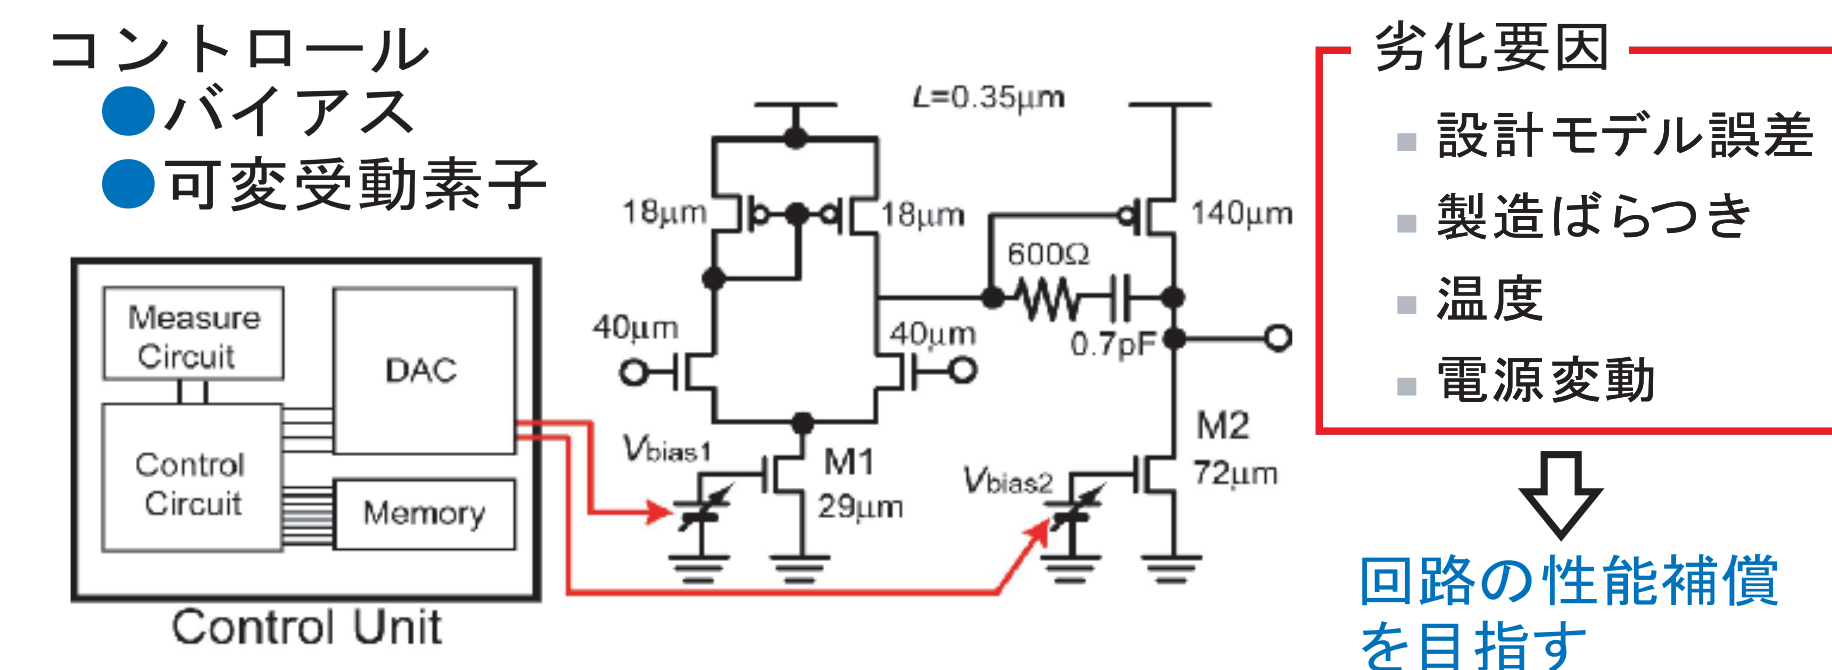 コントロール
●バイアス
●可変受動素子
Measure
Circuit
DAC
Control
Circuit
Memory
Control Unit
L=0.35μm
18μm
18μm
140μm
600Ω
0.7pF
40μm
40μm
Vbias1
M1
29μm
Vbias2
M2
72μm
劣化要因
▪ 設計モデル誤差
▪ 製造ばらつき
▪ 温度
▪ 電源変動
回路の性能補償
を目指す